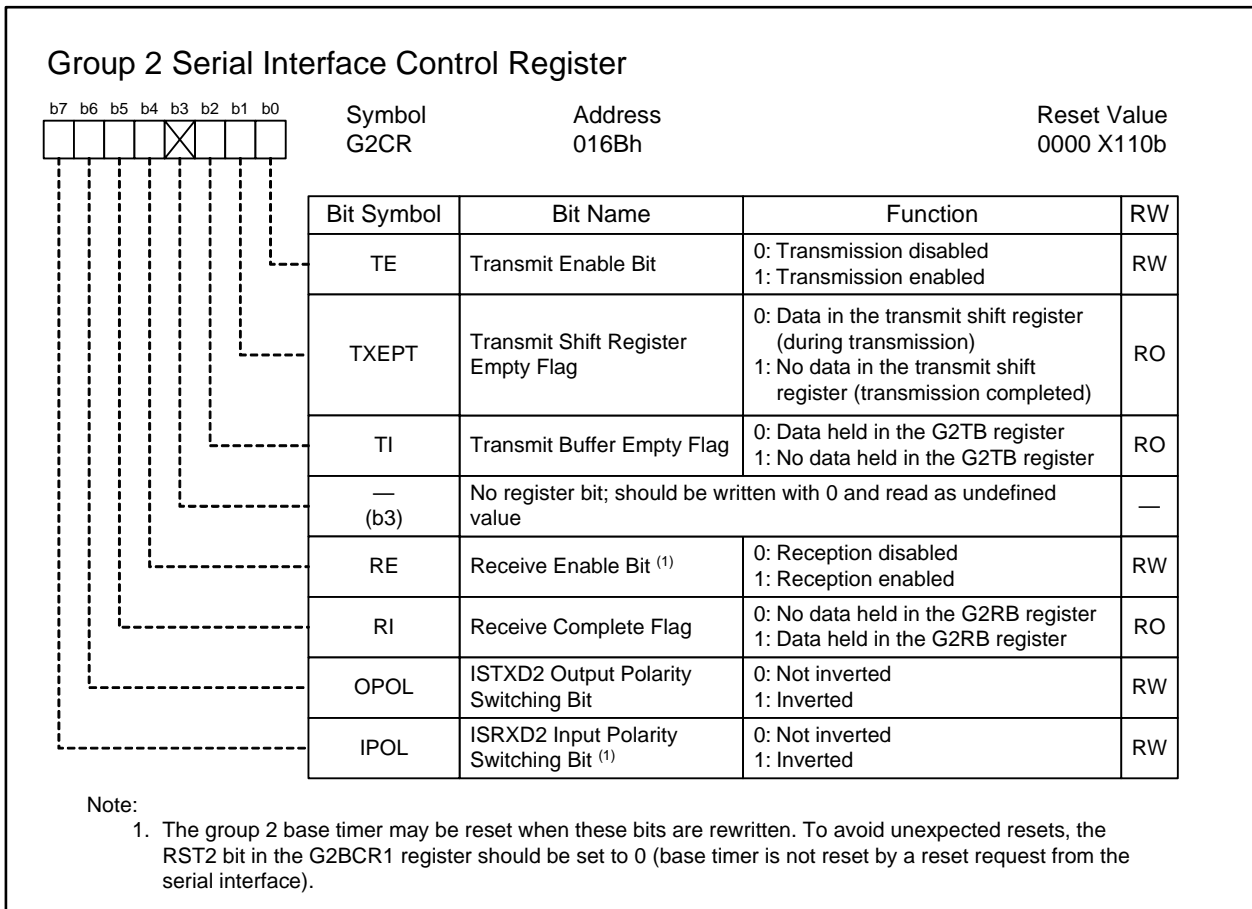 Group 2 Serial Interface Control Register
b7 b6 b5 b4 b3 b2 b1 b0
Symbol Address Reset Value
G2CR 016Bh 0000 X110b
Bit Symbol Bit Name Function RW
TE Transmit Enable Bit 0: Transmission disabled
1: Transmission enabled RW
TXEPT Transmit Shift Register
Empty Flag 0: Data in the transmit shift register
(during transmission)
1: No data in the transmit shift
register (transmission completed) RO
TI Transmit Buffer Empty Flag 0: Data held in the G2TB register
1: No data held in the G2TB register RO
—
(b3) No register bit; should be written with 0 and read as undefined
value —
RE Receive Enable Bit (1) 0: Reception disabled
1: Reception enabled RW
RI Receive Complete Flag 0: No data held in the G2RB register
1: Data held in the G2RB register RO
OPOL ISTXD2 Output Polarity
Switching Bit 0: Not inverted
1: Inverted RW
IPOL ISRXD2 Input Polarity
Switching Bit (1) 0: Not inverted
1: Inverted RW
Note:
1. The group 2 base timer may be reset when these bits are rewritten. To avoid unexpected resets, the
RST2 bit in the G2BCR1 register should be set to 0 (base timer is not reset by a reset request from the
serial interface).